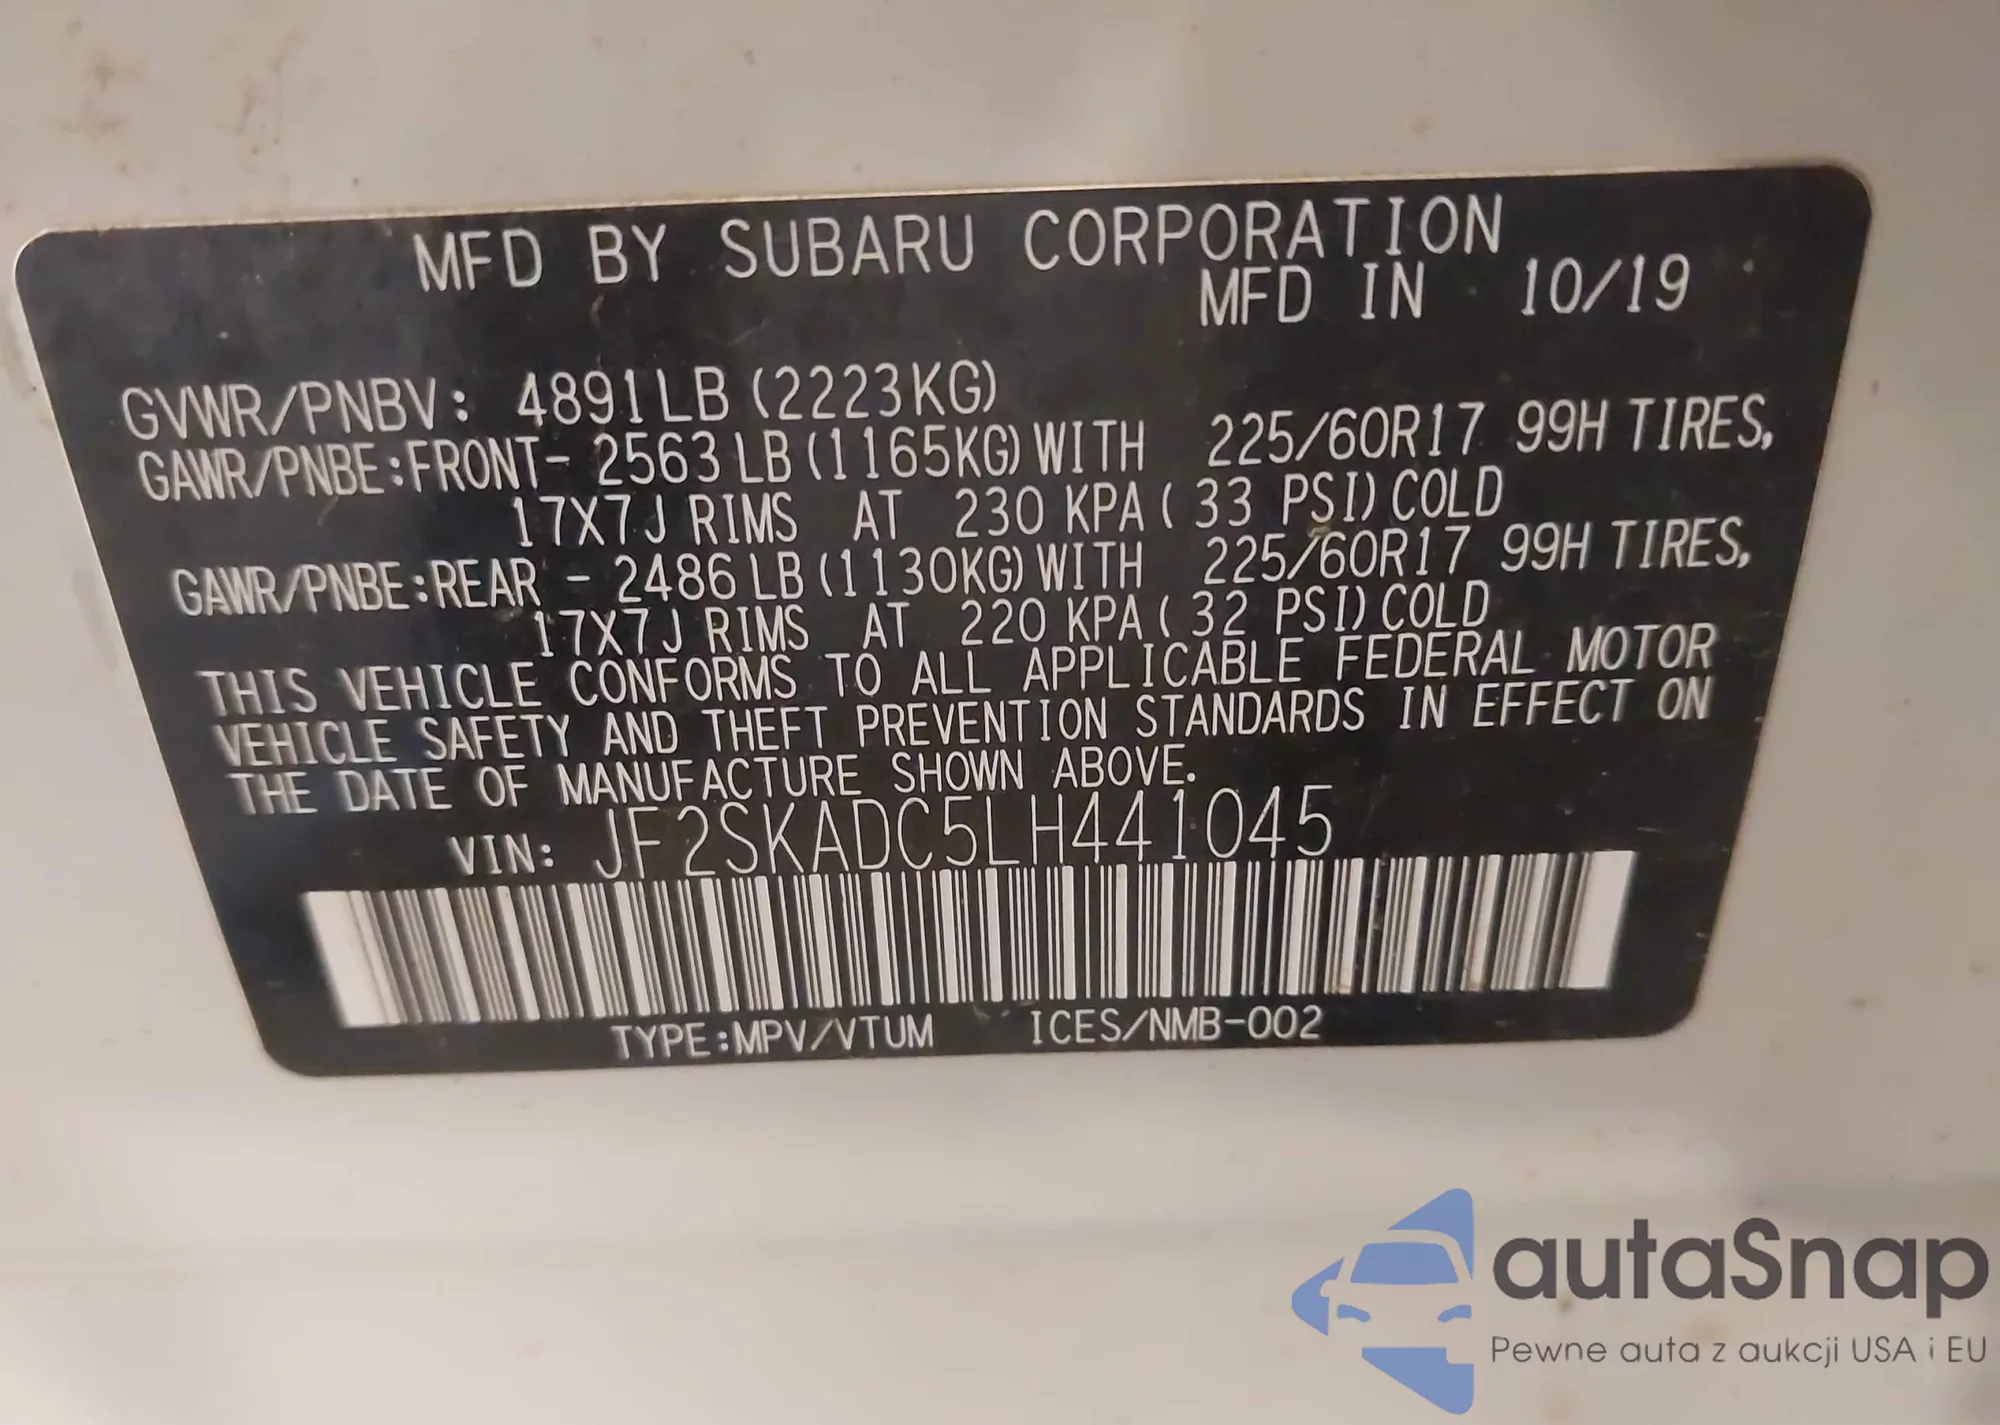 MFD BY SUBARU CORPORATION
MFD IN 10/19
GVWR/PNBV: 4891LB (2223KG)
GAWR/PNBE:FRONT- 2563 LB (1165KG) WITH 225/60R17 99H TIRES,
17X7J RIMS AT 230 KPA ( 33 PSI) COLD
GAWR/PNBE:REAR - 2486 LB (1130KG) WITH 225/60R17 99H TIRES,
17X7J RIMS AT 220 KPA ( 32 PSI) COLD
THIS VEHICLE CONFORMS TO ALL APPLICABLE FEDERAL MOTOR
VEHICLE SAFETY AND THEFT PREVENTION STANDARDS IN EFFECT ON
THE DATE OF MANUFACTURE SHOWN ABOVE.
VIN: JF2SKADC5LH441045
TYPE:MPV/VTUM ICES/NMB-002
autaSnap
Pewne auta z aukcji USA i EU